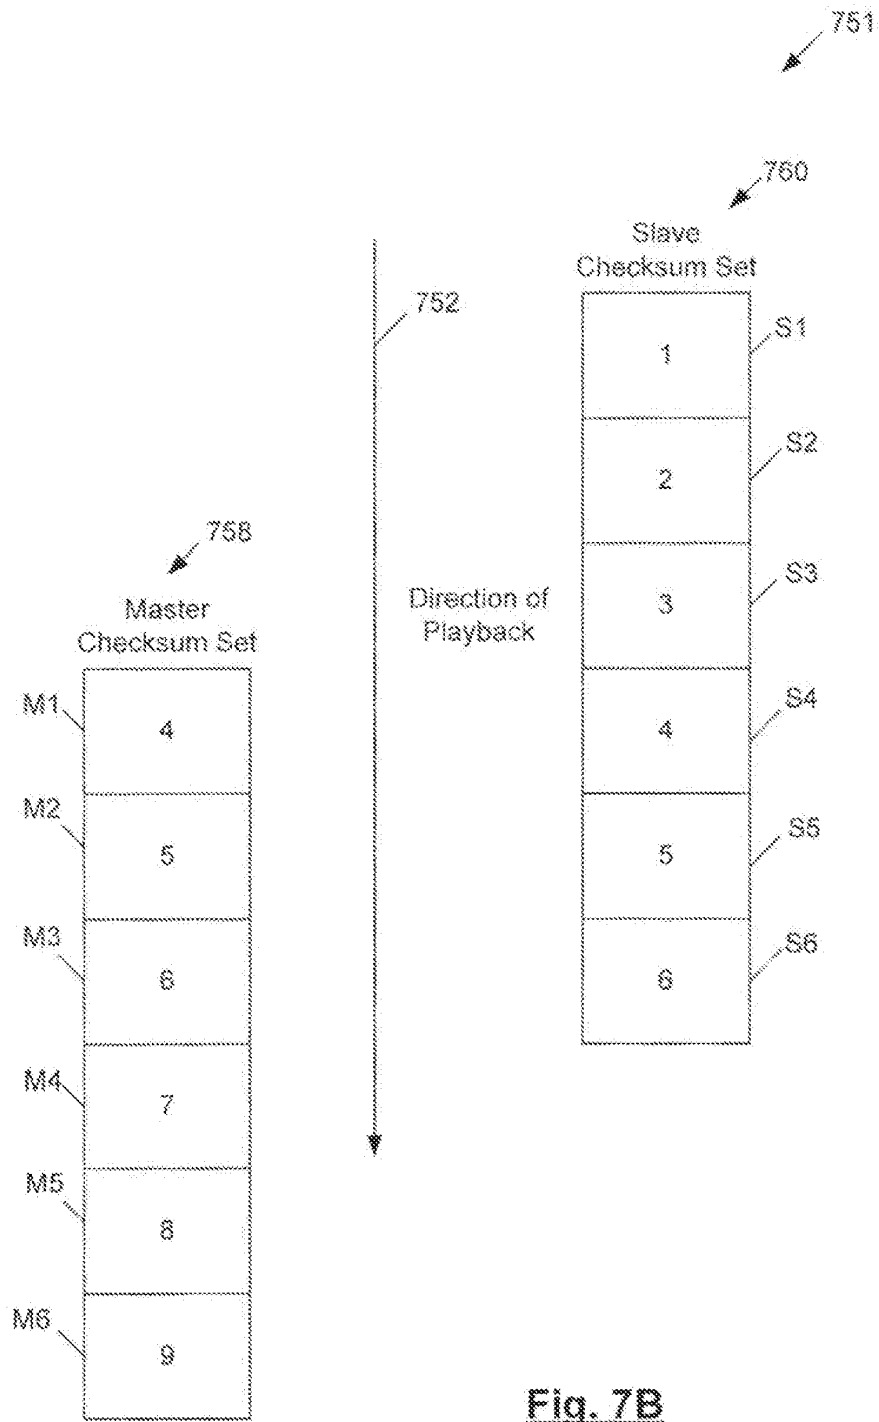 751
760
Slave
Checksum Set
752
1
S1
2
S2
758
3
S3
Direction of
Playback
Master
Checksum Set
M1
4
4
S4
M2
5
5
S5
M3
6
6
S6
M4
7
M5
8
M6
9
Fig. 7B